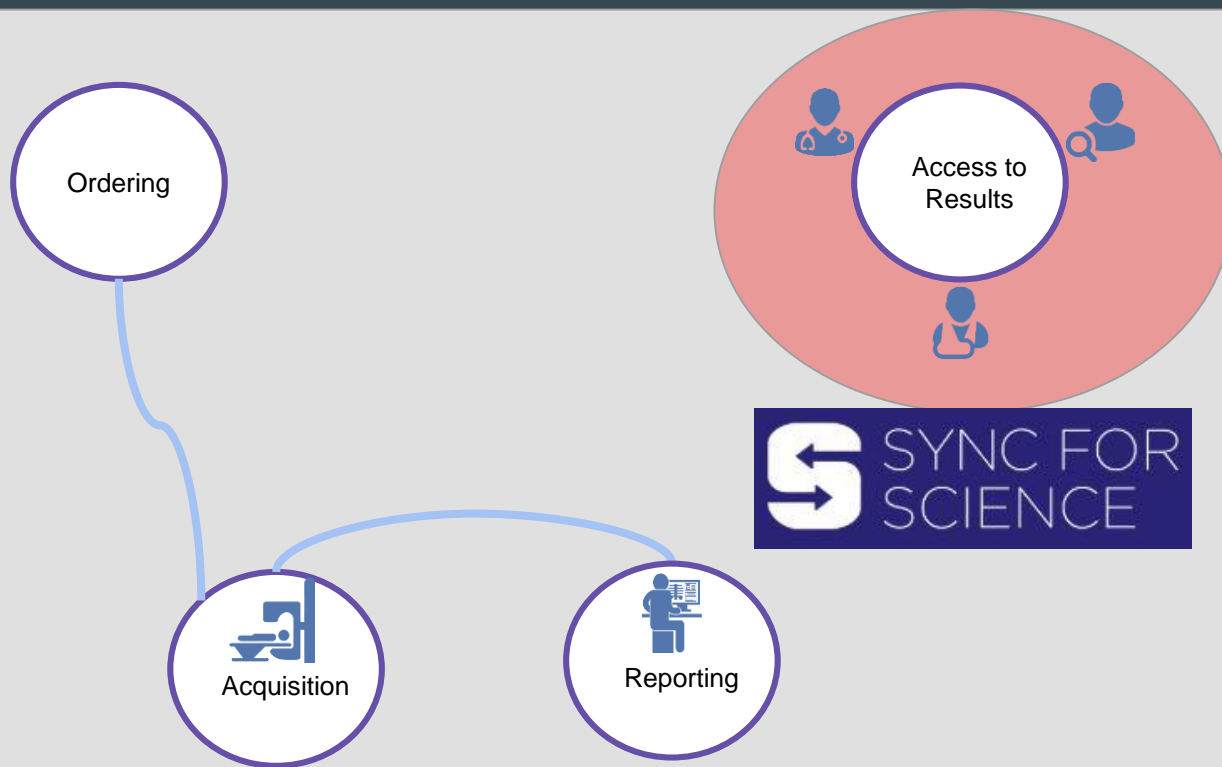 Ordering
Access to
Results
SYNC FOR
SCIENCE
Acquisition
Reporting